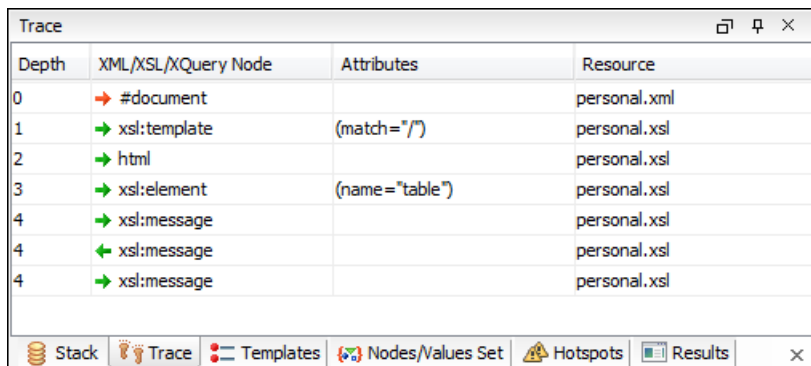 Trace
Depth XML/XSL/XQuery Node Attributes Resource
0 #document personal.xml
1 xsl:template (match="/") personal.xsl
2 html personal.xsl
3 xsl:element (name="table") personal.xsl
4 xsl:message personal.xsl
4 xsl:message personal.xsl
4 xsl:message personal.xsl
Stack Trace Templates Nodes/Values Set Hotspots Results